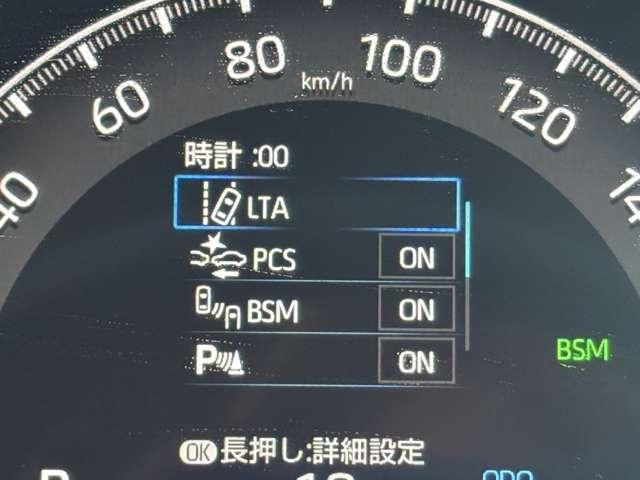 80 100
km/h
60 120
時計 :00
LTA
PCS ON
BSM ON
BSM
P ON
OK 長押し:詳細設定